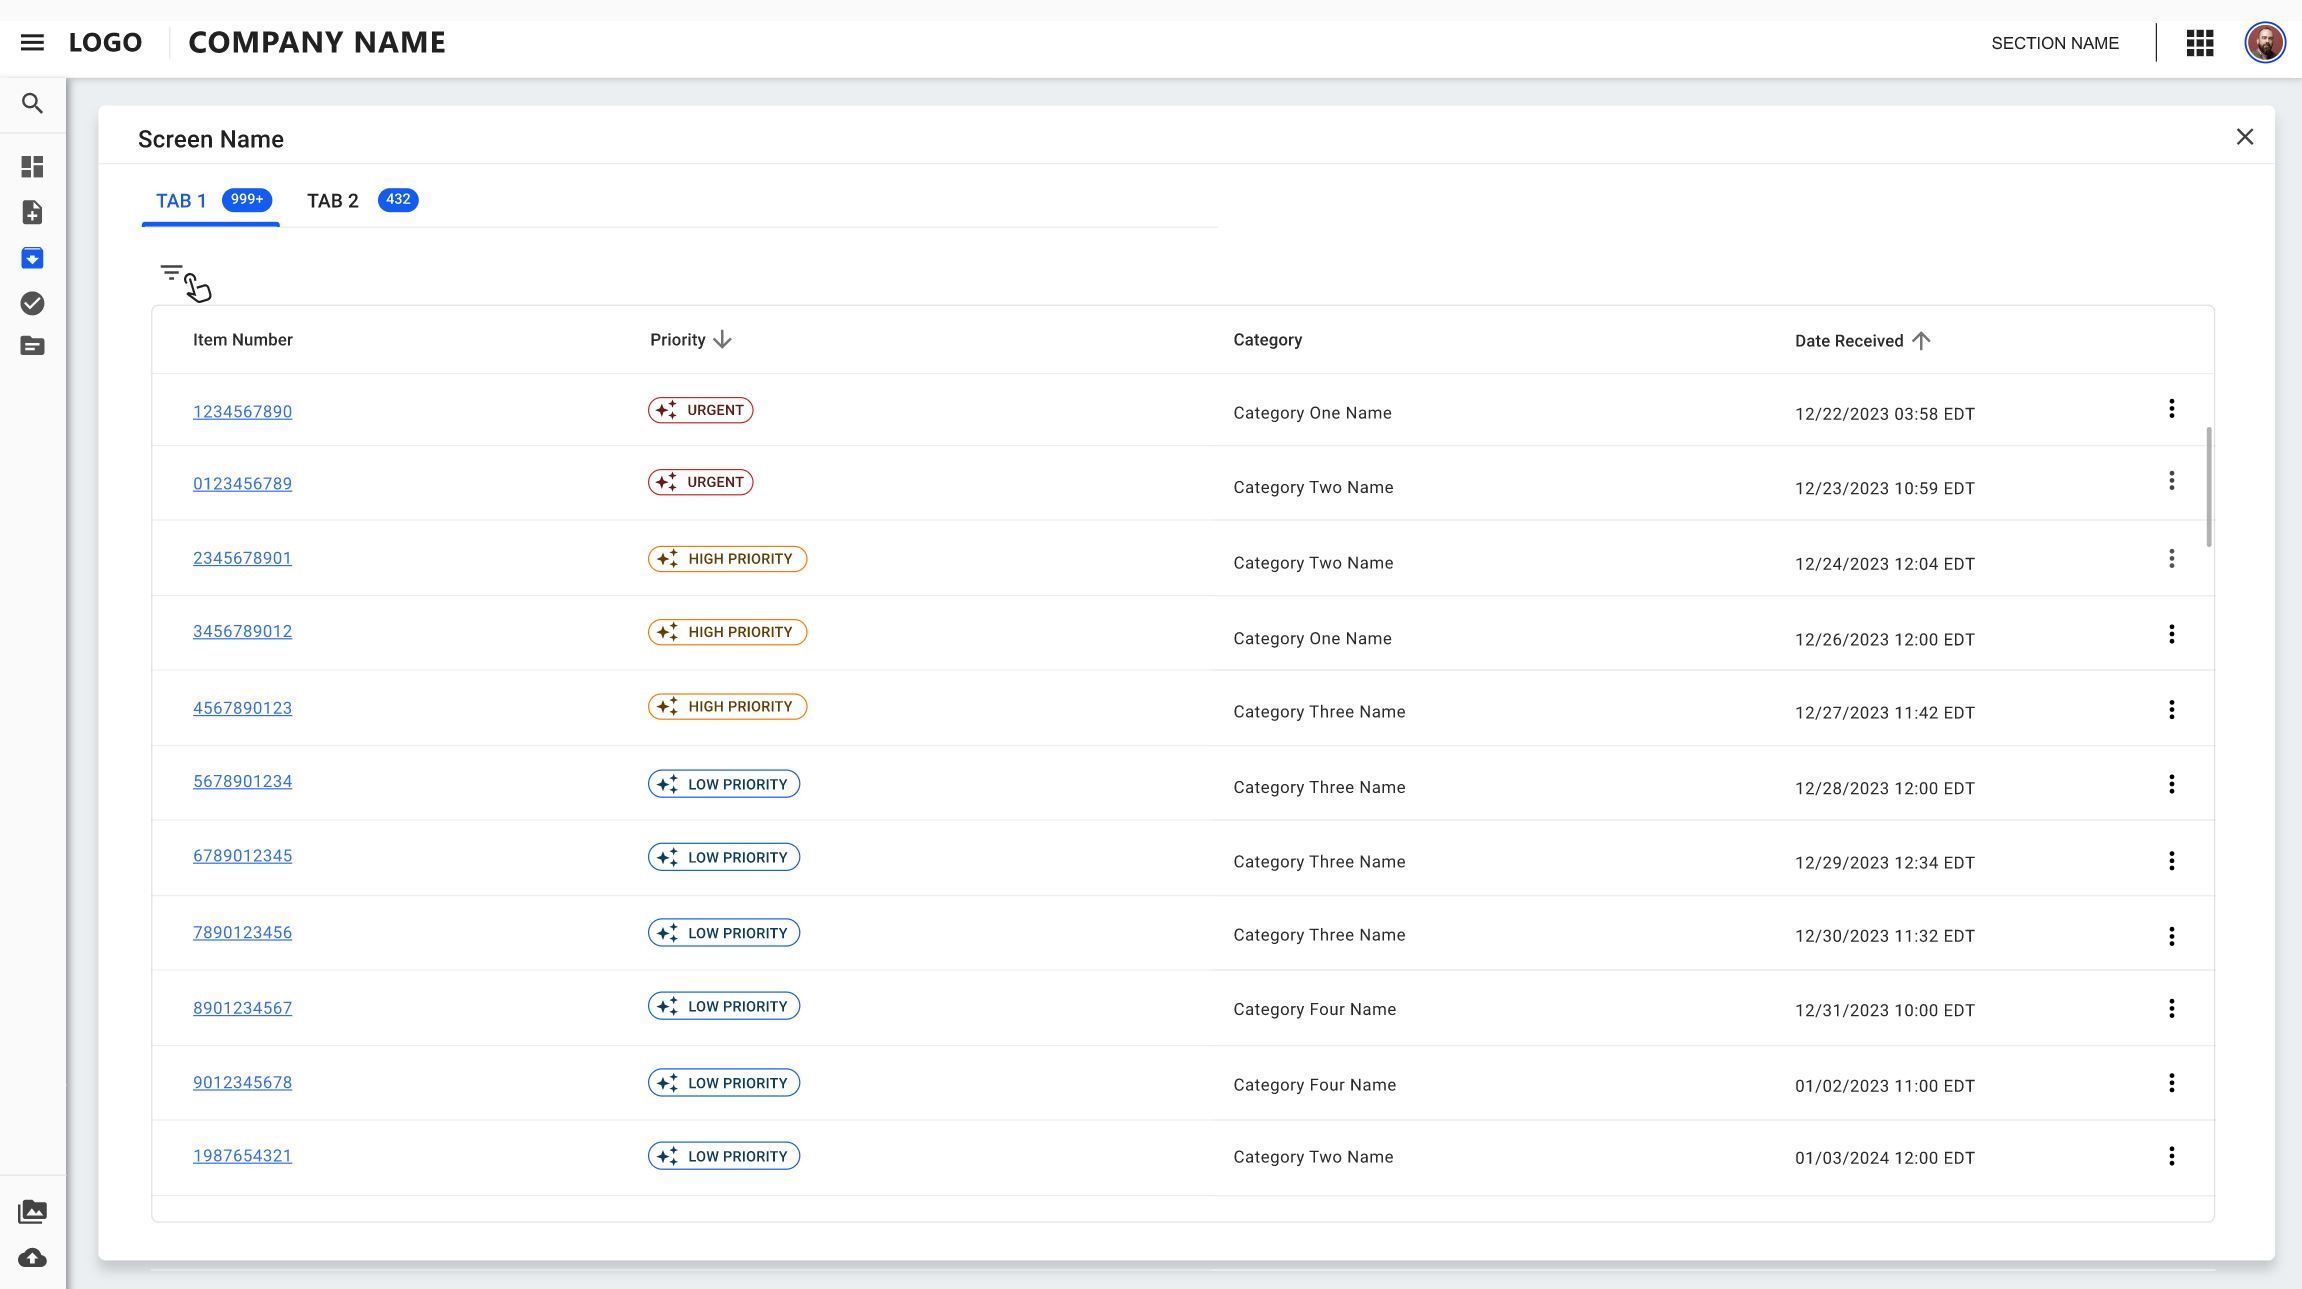 LOGO COMPANY NAME SECTION NAME
Screen Name
TAB 1 999+ TAB 2 432
Item Number Priority Category Date Received
1234567890 URGENT Category One Name 12/22/2023 03:58 EDT
0123456789 URGENT Category Two Name 12/23/2023 10:59 EDT
2345678901 HIGH PRIORITY Category Two Name 12/24/2023 12:04 EDT
3456789012 HIGH PRIORITY Category One Name 12/26/2023 12:00 EDT
4567890123 HIGH PRIORITY Category Three Name 12/27/2023 11:42 EDT
5678901234 LOW PRIORITY Category Three Name 12/28/2023 12:00 EDT
6789012345 LOW PRIORITY Category Three Name 12/29/2023 12:34 EDT
7890123456 LOW PRIORITY Category Three Name 12/30/2023 11:32 EDT
8901234567 LOW PRIORITY Category Four Name 12/31/2023 10:00 EDT
9012345678 LOW PRIORITY Category Four Name 01/02/2023 11:00 EDT
1987654321 LOW PRIORITY Category Two Name 01/03/2024 12:00 EDT